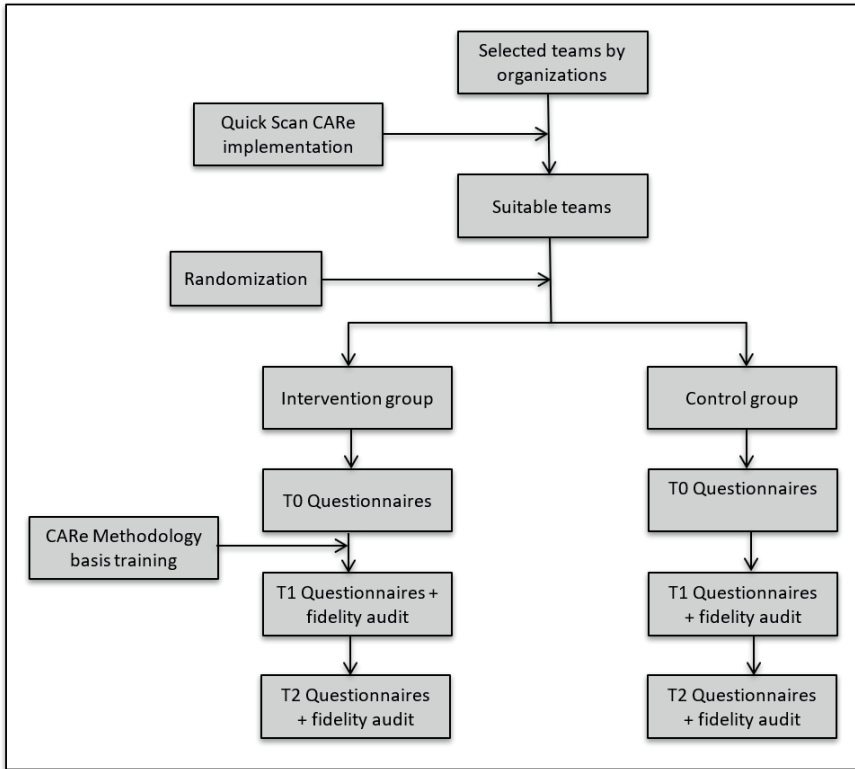 Selected teams by
organizations
Quick Scan CARe
implementation
Suitable teams
Randomization
Intervention group
Control group
T0 Questionnaires
T0 Questionnaires
CARe Methodology
basis training
T1 Questionnaires +
fidelity audit
T1 Questionnaires
+ fidelity audit
T2 Questionnaires
+ fidelity audit
T2 Questionnaires
+ fidelity audit